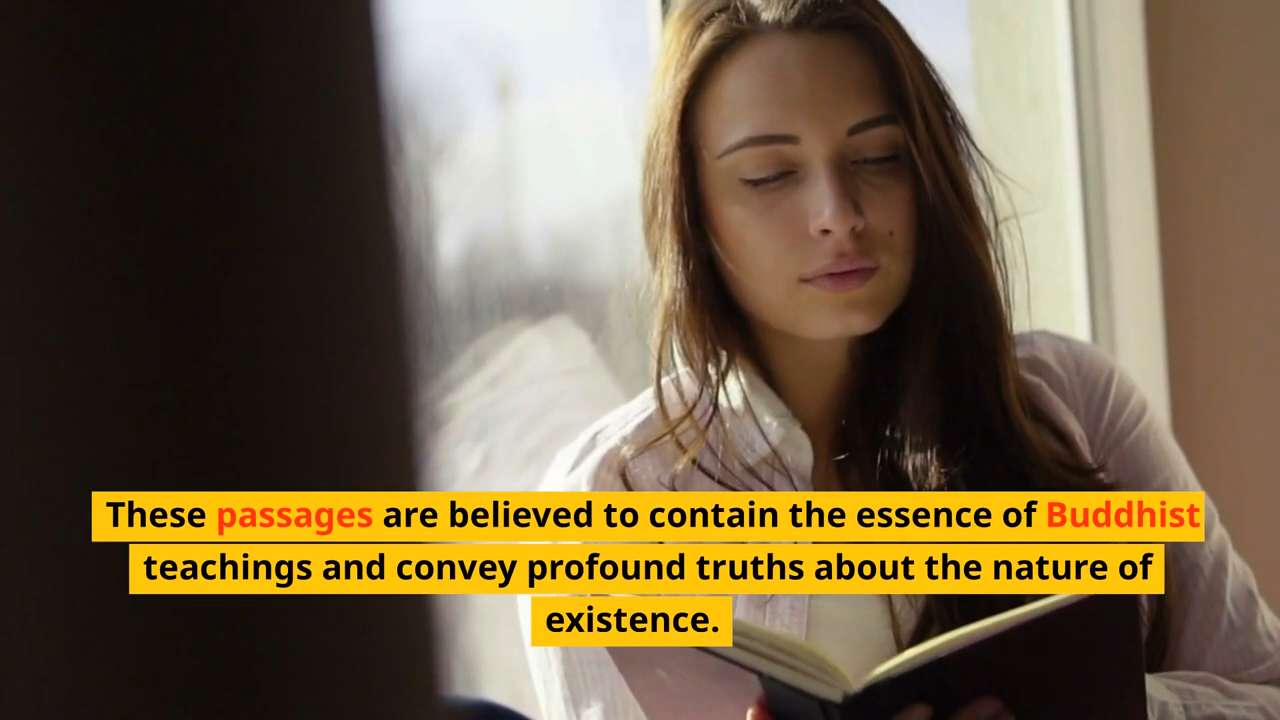 These passages are believed to contain the essence of Buddhist
teachings and convey profound truths about the nature of
existence.